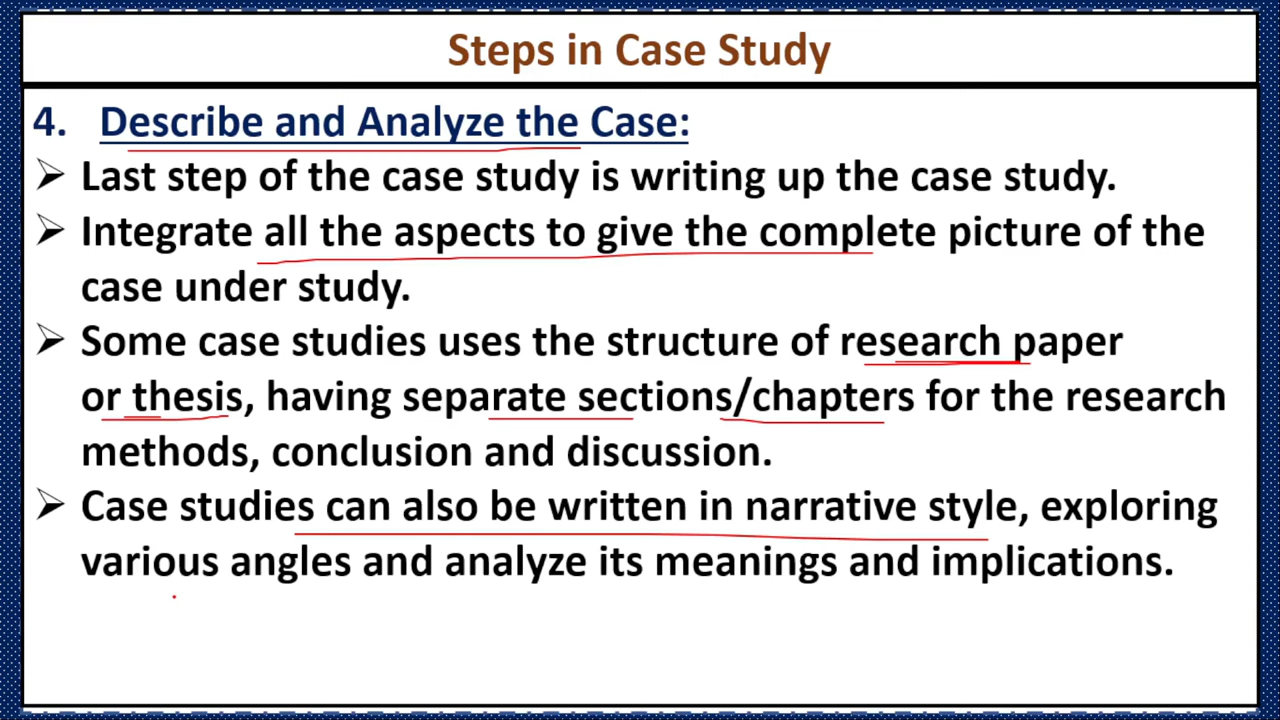 Steps in Case Study
4. Describe and Analyze the Case:
➢ Last step of the case study is writing up the case study.
➢ Integrate all the aspects to give the complete picture of the
case under study.
➢ Some case studies uses the structure of research paper
or thesis, having separate sections/chapters for the research
methods, conclusion and discussion.
➢ Case studies can also be written in narrative style, exploring
various angles and analyze its meanings and implications.